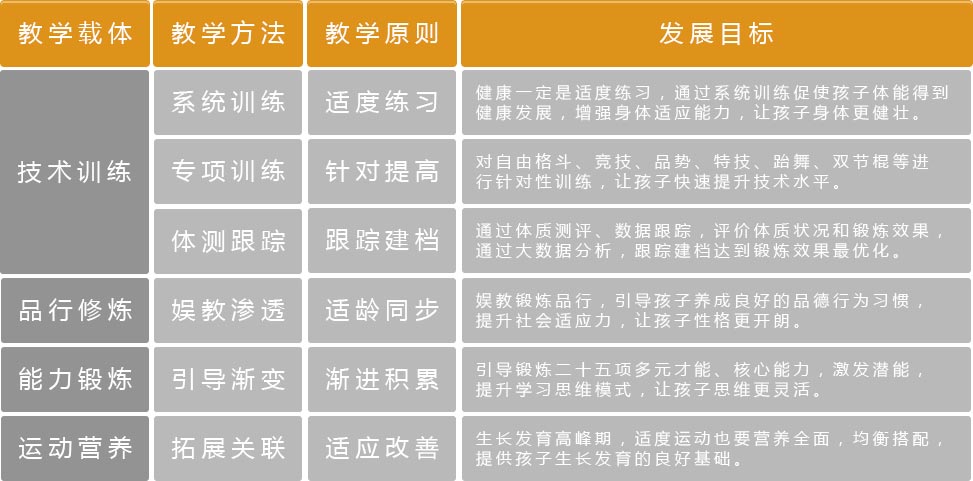 教学载体 教学方法 教学原则 发展目标
技术训练
系统训练 适度练习
健康一定是适度练习，通过系统训练促使孩子体能得到
健康发展，增强身体适应能力，让孩子身体更健壮。
专项训练 针对提高
对自由格斗、竞技、品势、特技、跆舞、双节棍等进
行针对性训练，让孩子快速提升技术水平。
体测跟踪 跟踪建档
通过体质测评、数据跟踪，评价体质状况和锻炼效果，
通过大数据分析，跟踪建档达到锻炼效果最优化。
品行修炼 娱教渗透 适龄同步
娱教锻炼品行，引导孩子养成良好的品德行为习惯，
提升社会适应力，让孩子性格更开朗。
能力锻炼 引导渐变 渐进积累
引导锻炼二十五项多元才能、核心能力，激发潜能，
提升学习思维模式，让孩子思维更灵活。
运动营养 拓展关联 适应改善
生长发育高峰期，适度运动也要营养全面，均衡搭配，
提供孩子生长发育的良好基础。